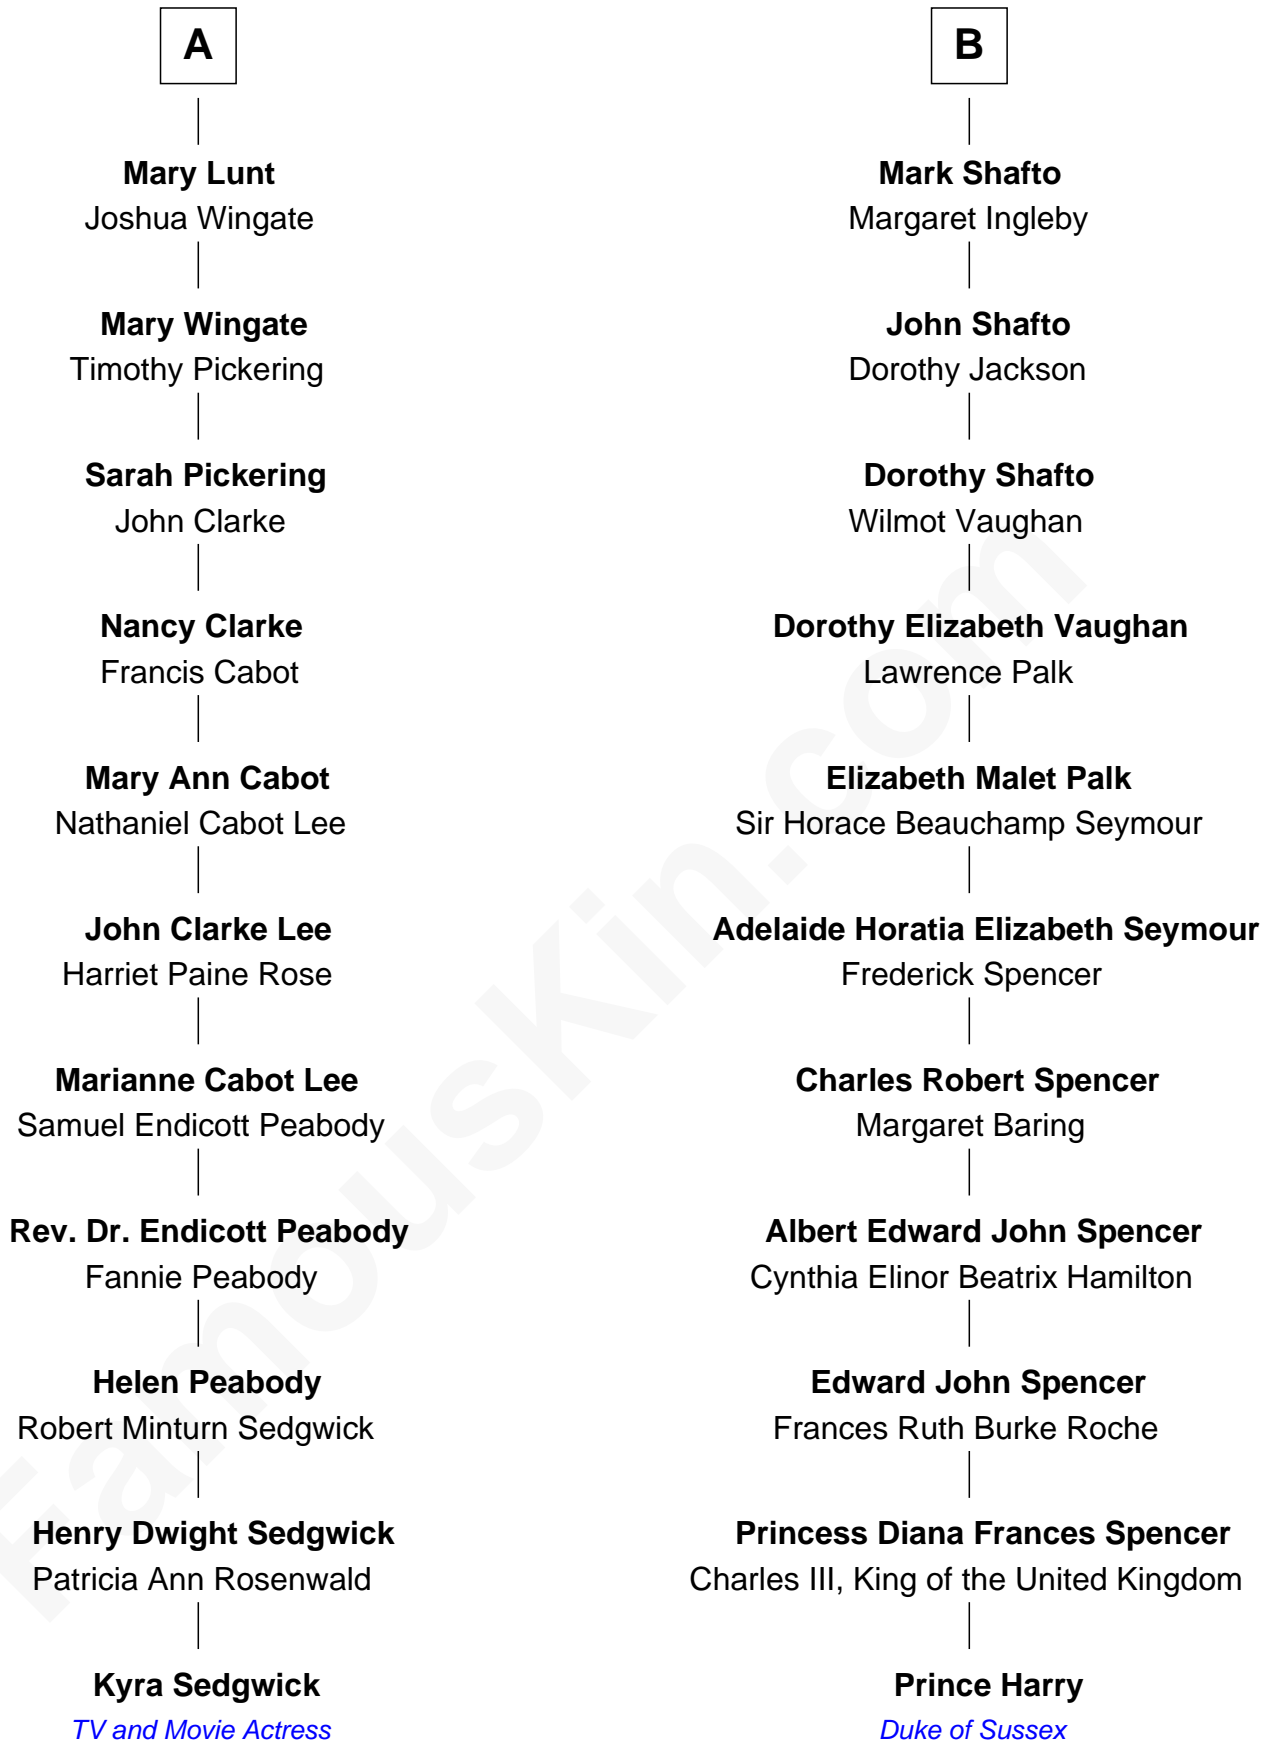 A
Mary Lunt
Joshua Wingate
Mary Wingate
Timothy Pickering
Sarah Pickering
John Clarke
Nancy Clarke
Francis Cabot
Mary Ann Cabot
Nathaniel Cabot Lee
John Clarke Lee
Harriet Paine Rose
Marianne Cabot Lee
Samuel Endicott Peabody
Rev. Dr. Endicott Peabody
Fannie Peabody
Helen Peabody
Robert Minturn Sedgwick
Henry Dwight Sedgwick
Patricia Ann Rosenwald
Kyra Sedgwick
TV and Movie Actress
B
Mark Shafto
Margaret Ingleby
John Shafto
Dorothy Jackson
Dorothy Shafto
Wilmot Vaughan
Dorothy Elizabeth Vaughan
Lawrence Palk
Elizabeth Malet Palk
Sir Horace Beauchamp Seymour
Adelaide Horatia Elizabeth Seymour
Frederick Spencer
Charles Robert Spencer
Margaret Baring
Albert Edward John Spencer
Cynthia Elinor Beatrix Hamilton
Edward John Spencer
Frances Ruth Burke Roche
Princess Diana Frances Spencer
Charles III, King of the United Kingdom
Prince Harry
Duke of Sussex
FamousKin.com